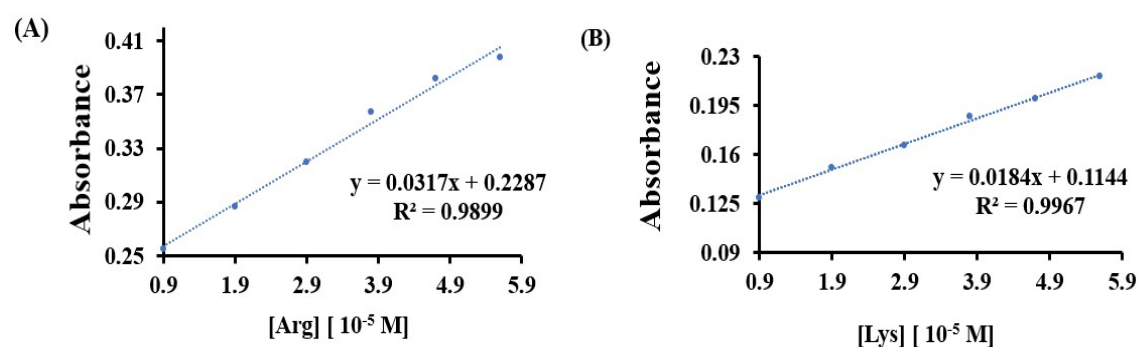 (A)
Absorbance
0.41
0.37
0.33
0.29
0.25
y = 0.0317x + 0.2287
R² = 0.9899
0.9 1.9 2.9 3.9 4.9 5.9
[Arg] [ 10⁻⁵ M]
(B)
Absorbance
0.23
0.195
0.16
0.125
0.09
y = 0.0184x + 0.1144
R² = 0.9967
0.9 1.9 2.9 3.9 4.9 5.9
[Lys] [ 10⁻⁵ M]